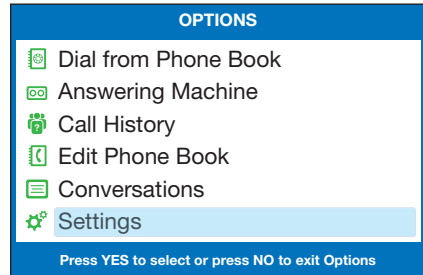 OPTIONS
Dial from Phone Book
Answering Machine
Call History
Edit Phone Book
Conversations
Settings
Press YES to select or press NO to exit Options